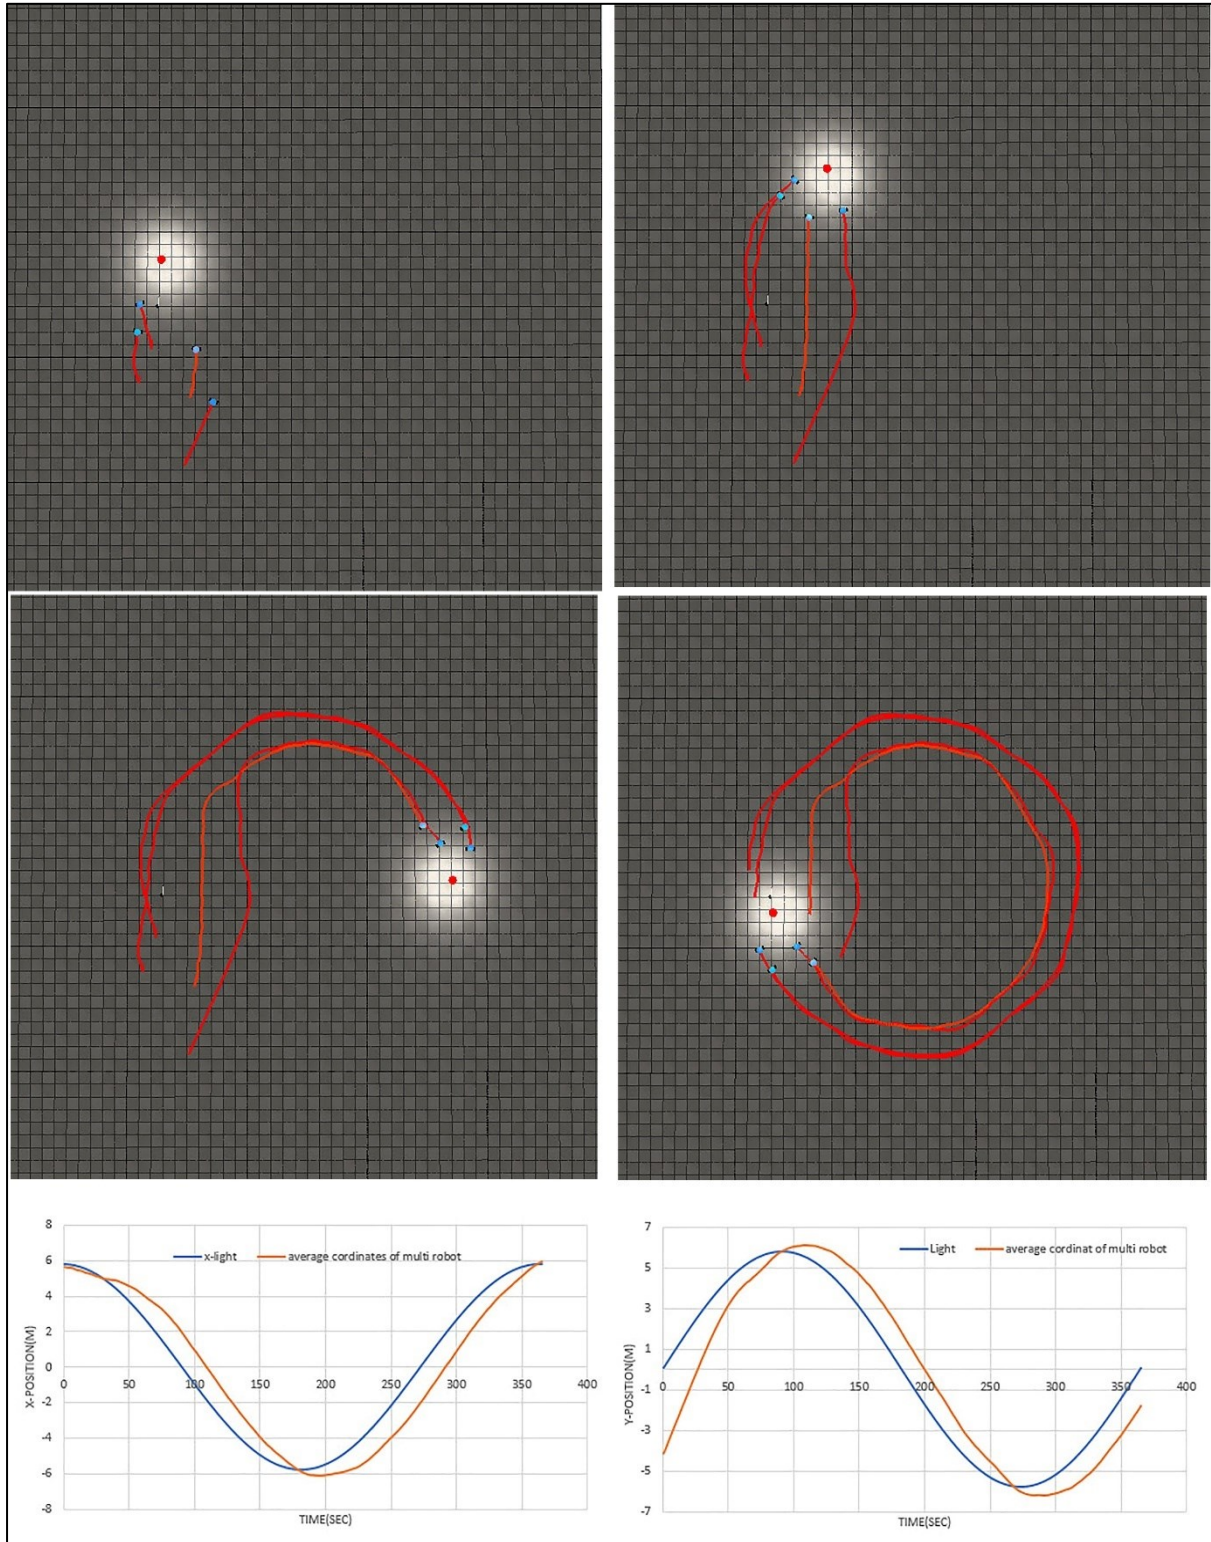 8
6
4
2
0
-2
-4
-6
-8
X-POSITION(M)
x-light
average cordinates of multi robot
0 50 100 150 200 250 300 350 400
TIME(SEC)
7
5
3
1
-1
-3
-5
-7
Y-POSITION(M)
Light
average cordinat of multi robot
0 50 100 150 200 250 300 350 400
TIME(SEC)